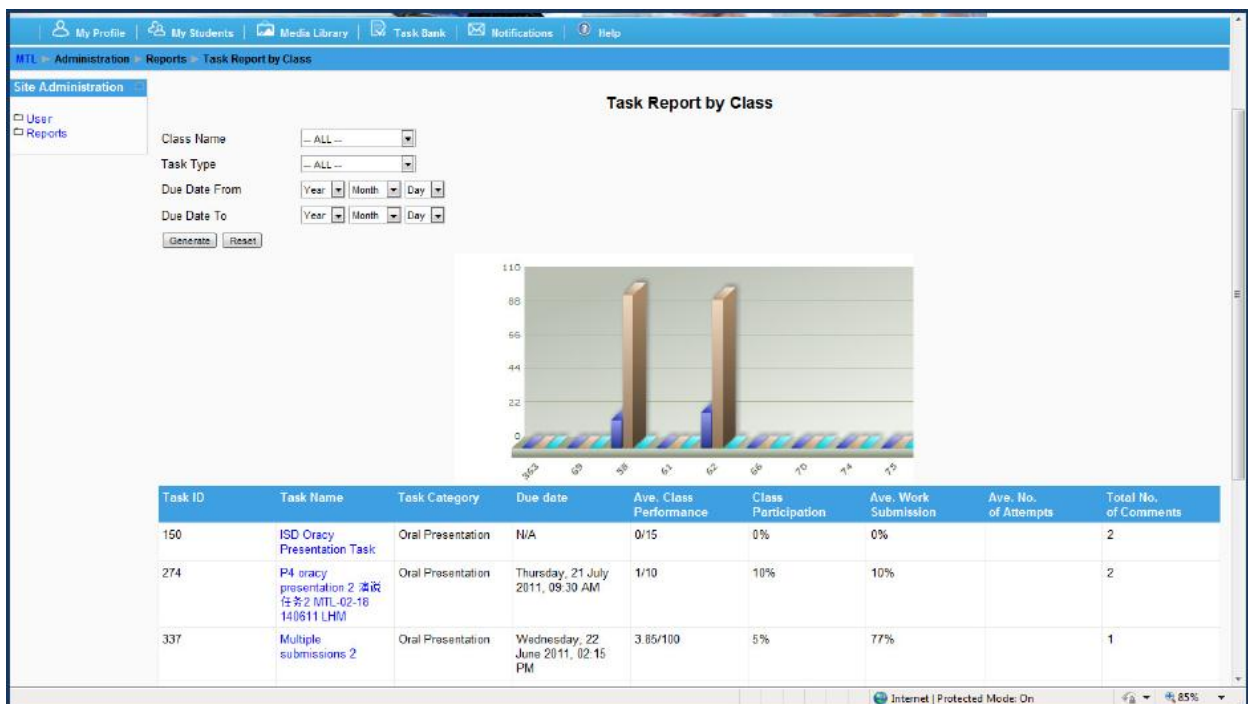 My Profile | My Students | Media Library | Task Bank | Notifications | Help
MTL Administration Reports Task Report by Class
Site Administration
User
Reports
Task Report by Class
Class Name -- ALL --
Task Type -- ALL --
Due Date From Year Month Day
Due Date To Year Month Day
Generate Reset
110
88
66
44
22
0
363 69 58 61 62 66 70 74 75
Task ID Task Name Task Category Due date Ave. Class Performance Class Participation Ave. Work Submission Ave. No. of Attempts Total No. of Comments
150 ISD Oracy Presentation Task Oral Presentation N/A 0/15 0% 0% 2
274 P4 oracy presentation 2 演说任务2 MTL-02-18 140611 LHM Oral Presentation Thursday, 21 July 2011, 09:30 AM 1/10 10% 10% 2
337 Multiple submissions 2 Oral Presentation Wednesday, 22 June 2011, 02:15 PM 3.85/100 5% 77% 1
Internet | Protected Mode: On 85%